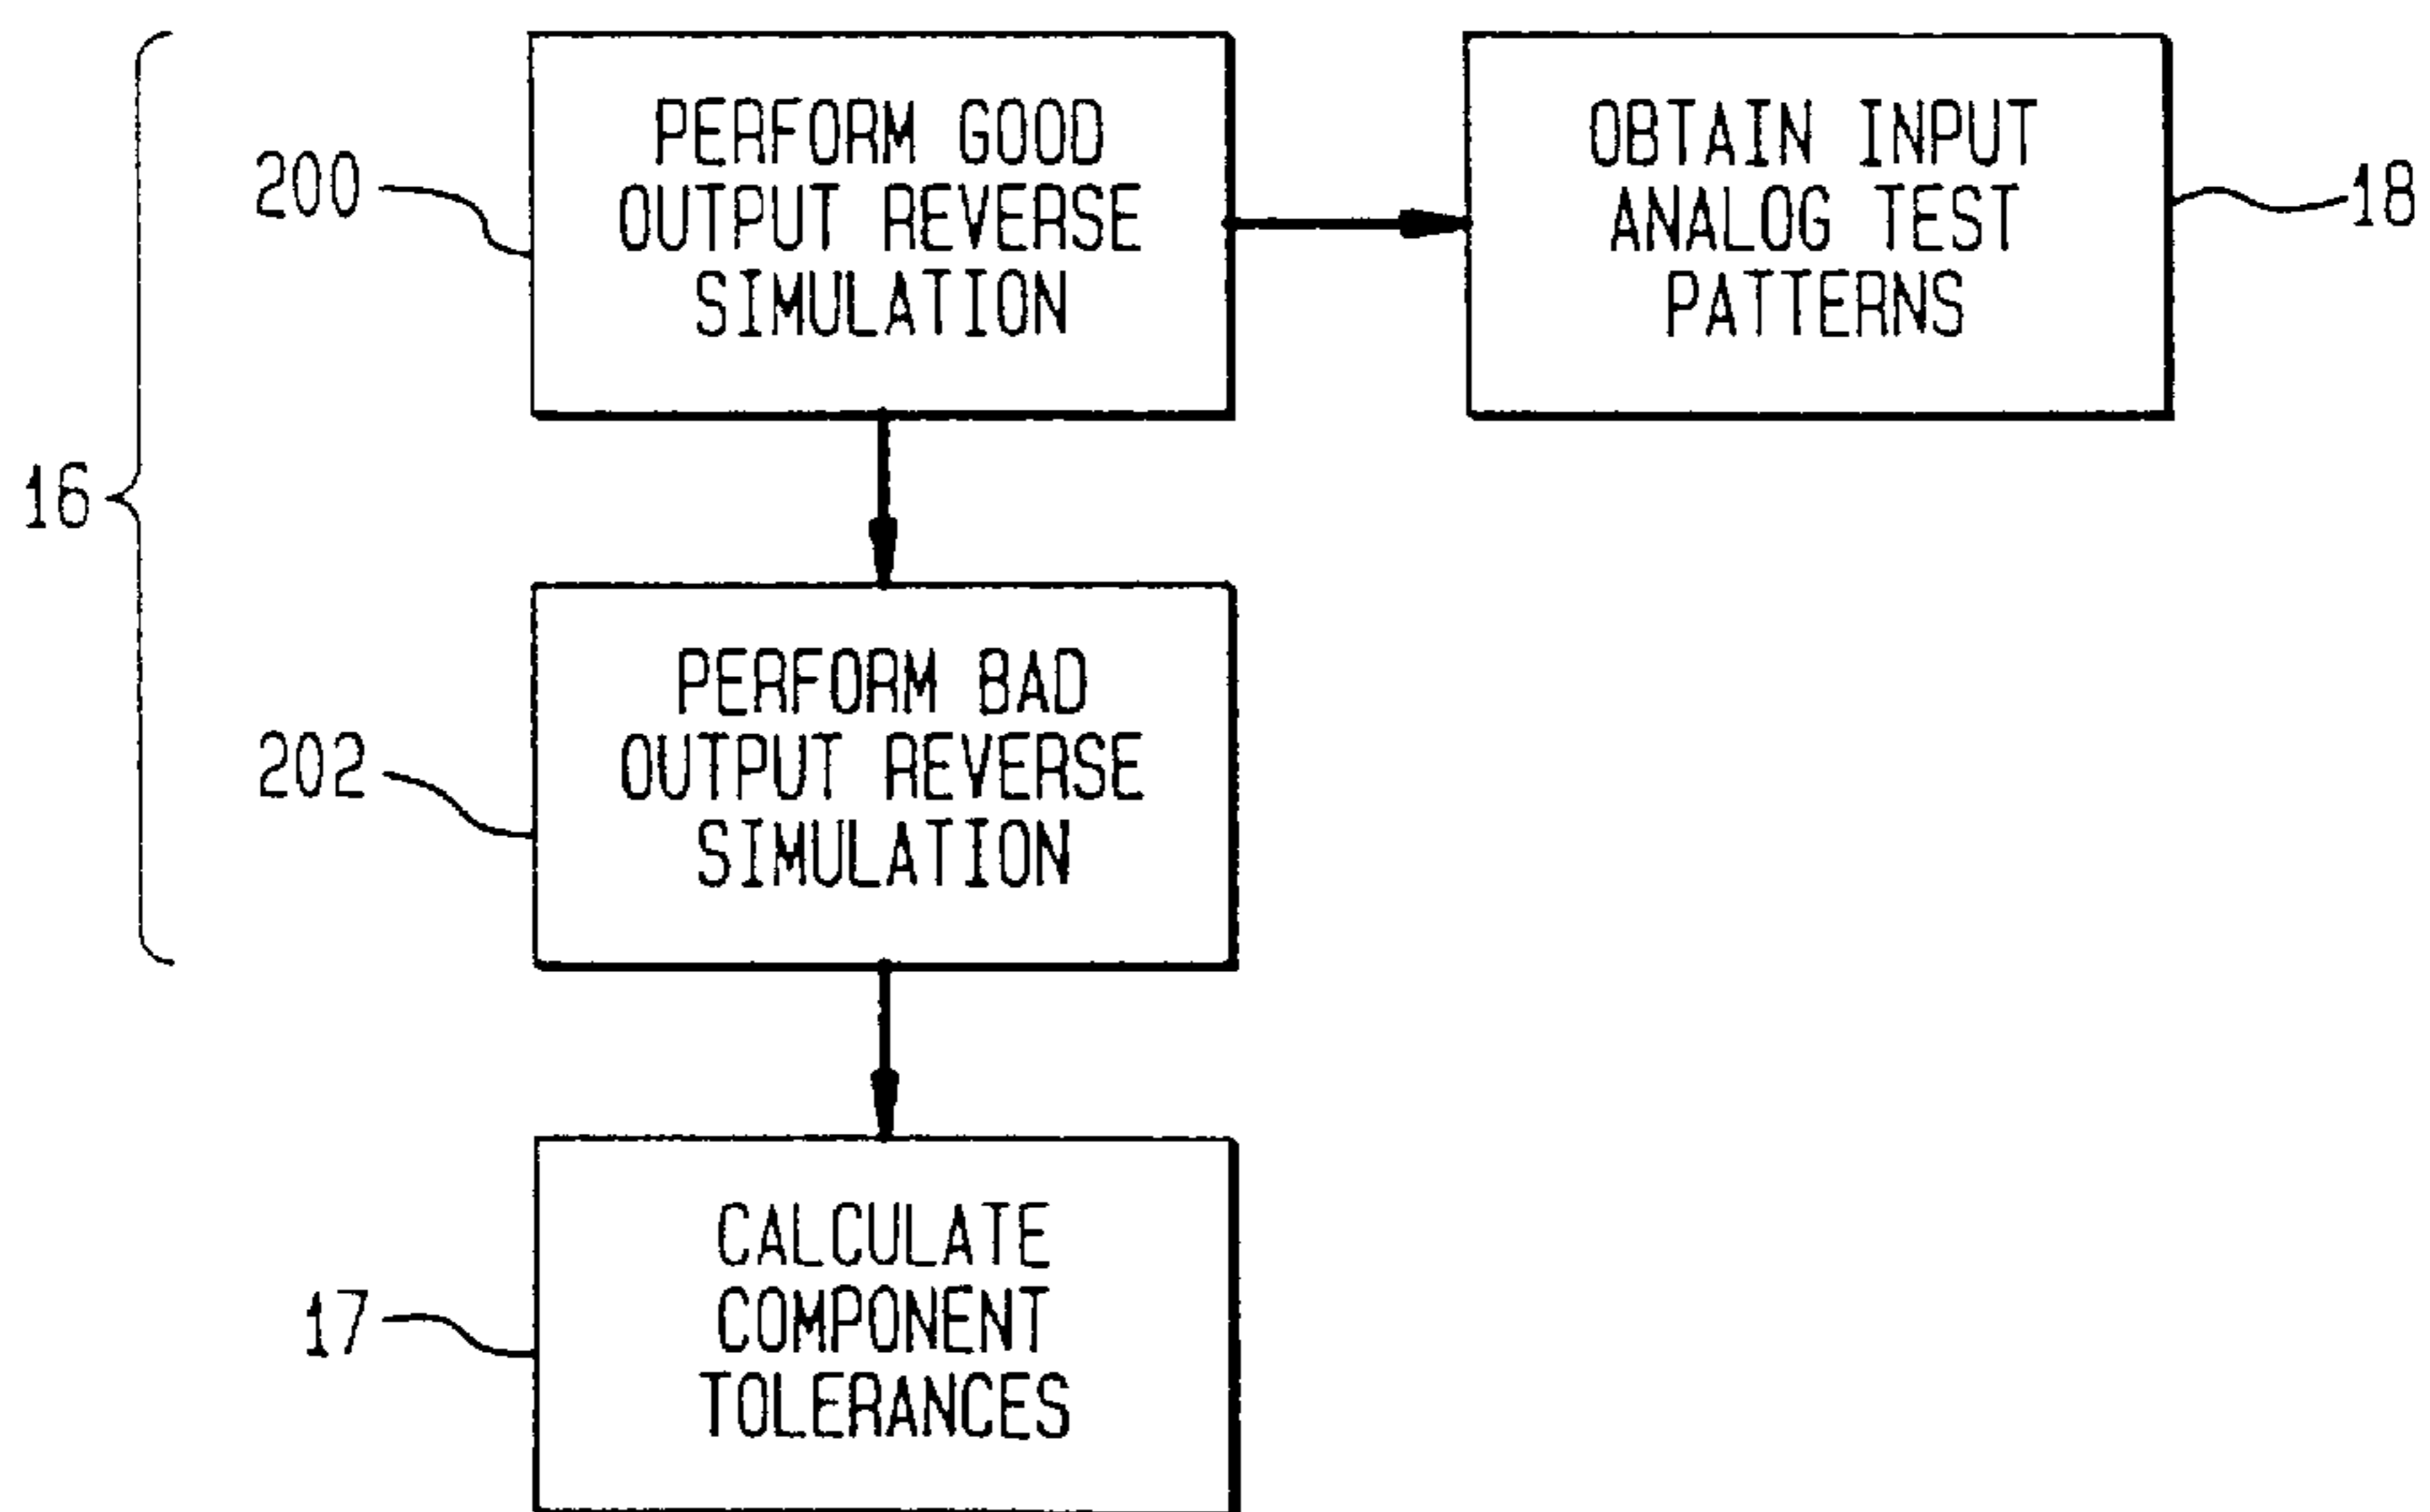 16
200
PERFORM GOOD
OUTPUT REVERSE
SIMULATION
OBTAIN INPUT
ANALOG TEST
PATTERNS
18
202
PERFORM BAD
OUTPUT REVERSE
SIMULATION
17
CALCULATE
COMPONENT
TOLERANCES